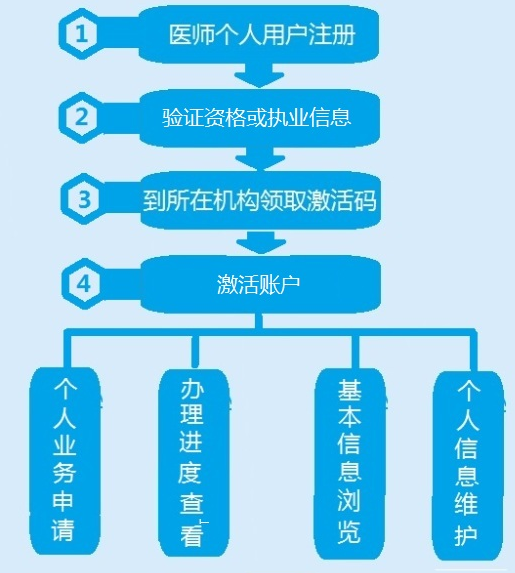 1
医师个人用户注册
2
验证资格或执业信息
3
到所在机构领取激活码
4
激活账户
个人业务申请
办理进度查看
基本信息浏览
个人信息维护